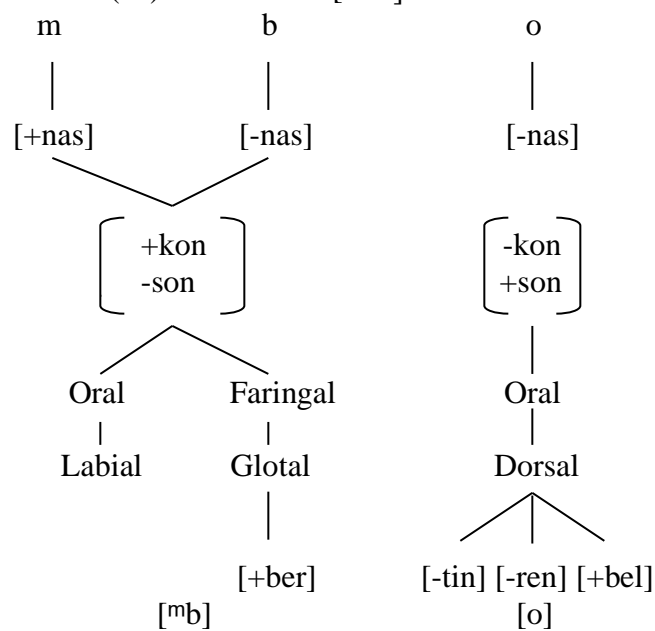 m b o
[+nas] [-nas] [-nas]
+kon -kon
-son +son
Oral Faringal Oral
Labial Glotal Dorsal
[+ber] [-tin] [-ren] [+bel]
[ᵐb] [o]